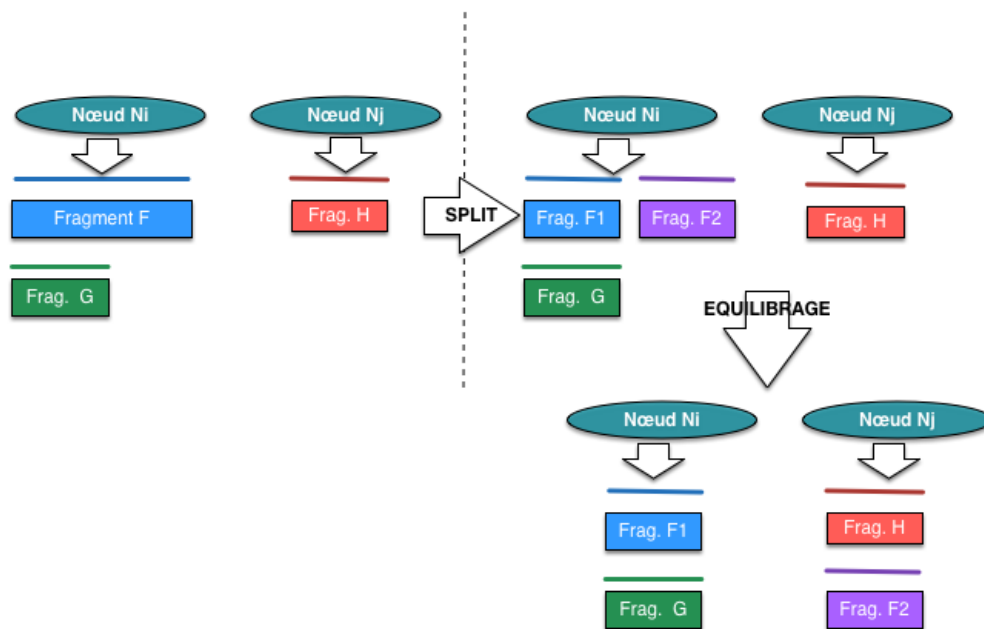 Nœud Ni
Nœud Nj
Fragment F
Frag. H
Frag. G
SPLIT
Nœud Ni
Nœud Nj
Frag. F1
Frag. F2
Frag. H
Frag. G
EQUILIBRAGE
Nœud Ni
Nœud Nj
Frag. F1
Frag. H
Frag. G
Frag. F2